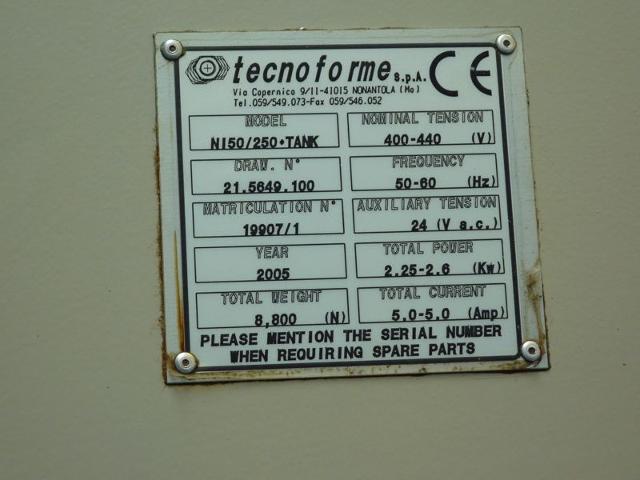 tecnoforme S.p.A. CE
Via Copernico 9/11-41015 NONANTOLA (Mo)
Tel.059/549.073-Fax 059/546.052
MODEL
N150/250+TANK
NOMINAL TENSION
400-440 (V)
DRAW. N°
21.5649.100
FREQUENCY
50-60 (Hz)
MATRICULATION N°
19907/1
AUXILIARY TENSION
24 (V a.c.)
YEAR
2005
TOTAL POWER
2.25-2.6 (Kw)
TOTAL WEIGHT
8,800 (N)
TOTAL CURRENT
5.0-5.0 (Amp)
PLEASE MENTION THE SERIAL NUMBER
WHEN REQUIRING SPARE PARTS